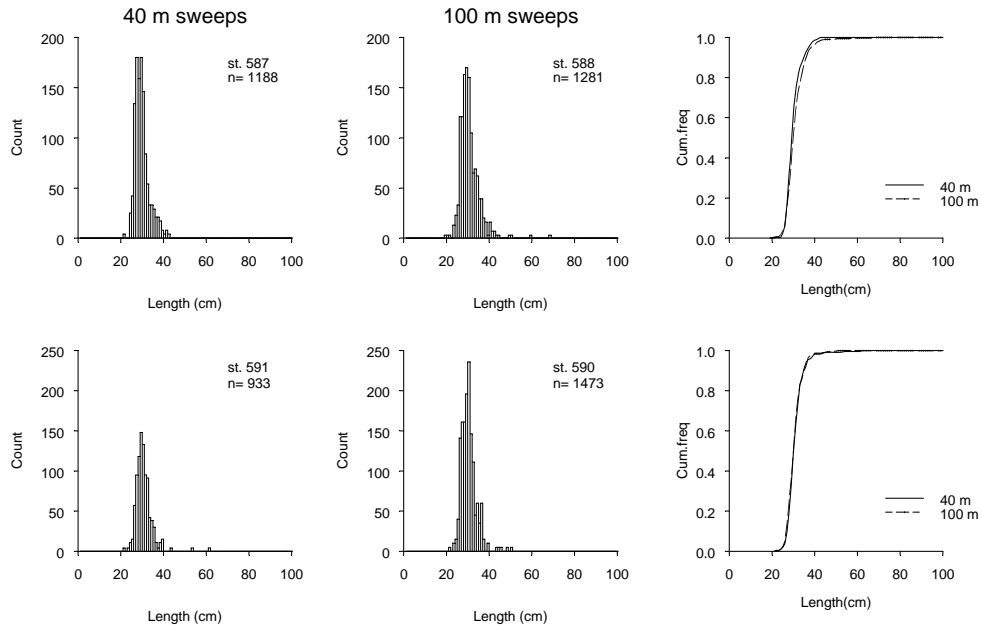 40 m sweeps
100 m sweeps
200
150
100
50
0
Count
st. 587
n= 1188
0 20 40 60 80 100
Length (cm)
200
150
100
50
0
Count
st. 588
n= 1281
0 20 40 60 80 100
Length (cm)
1.0
0.8
0.6
0.4
0.2
0.0
Cum.freq
40 m
100 m
0 20 40 60 80 100
Length(cm)
250
200
150
100
50
0
Count
st. 591
n= 933
0 20 40 60 80 100
Length (cm)
250
200
150
100
50
0
Count
st. 590
n= 1473
0 20 40 60 80 100
Length (cm)
1.0
0.8
0.6
0.4
0.2
0.0
Cum.freq
40 m
100 m
0 20 40 60 80 100
Length(cm)